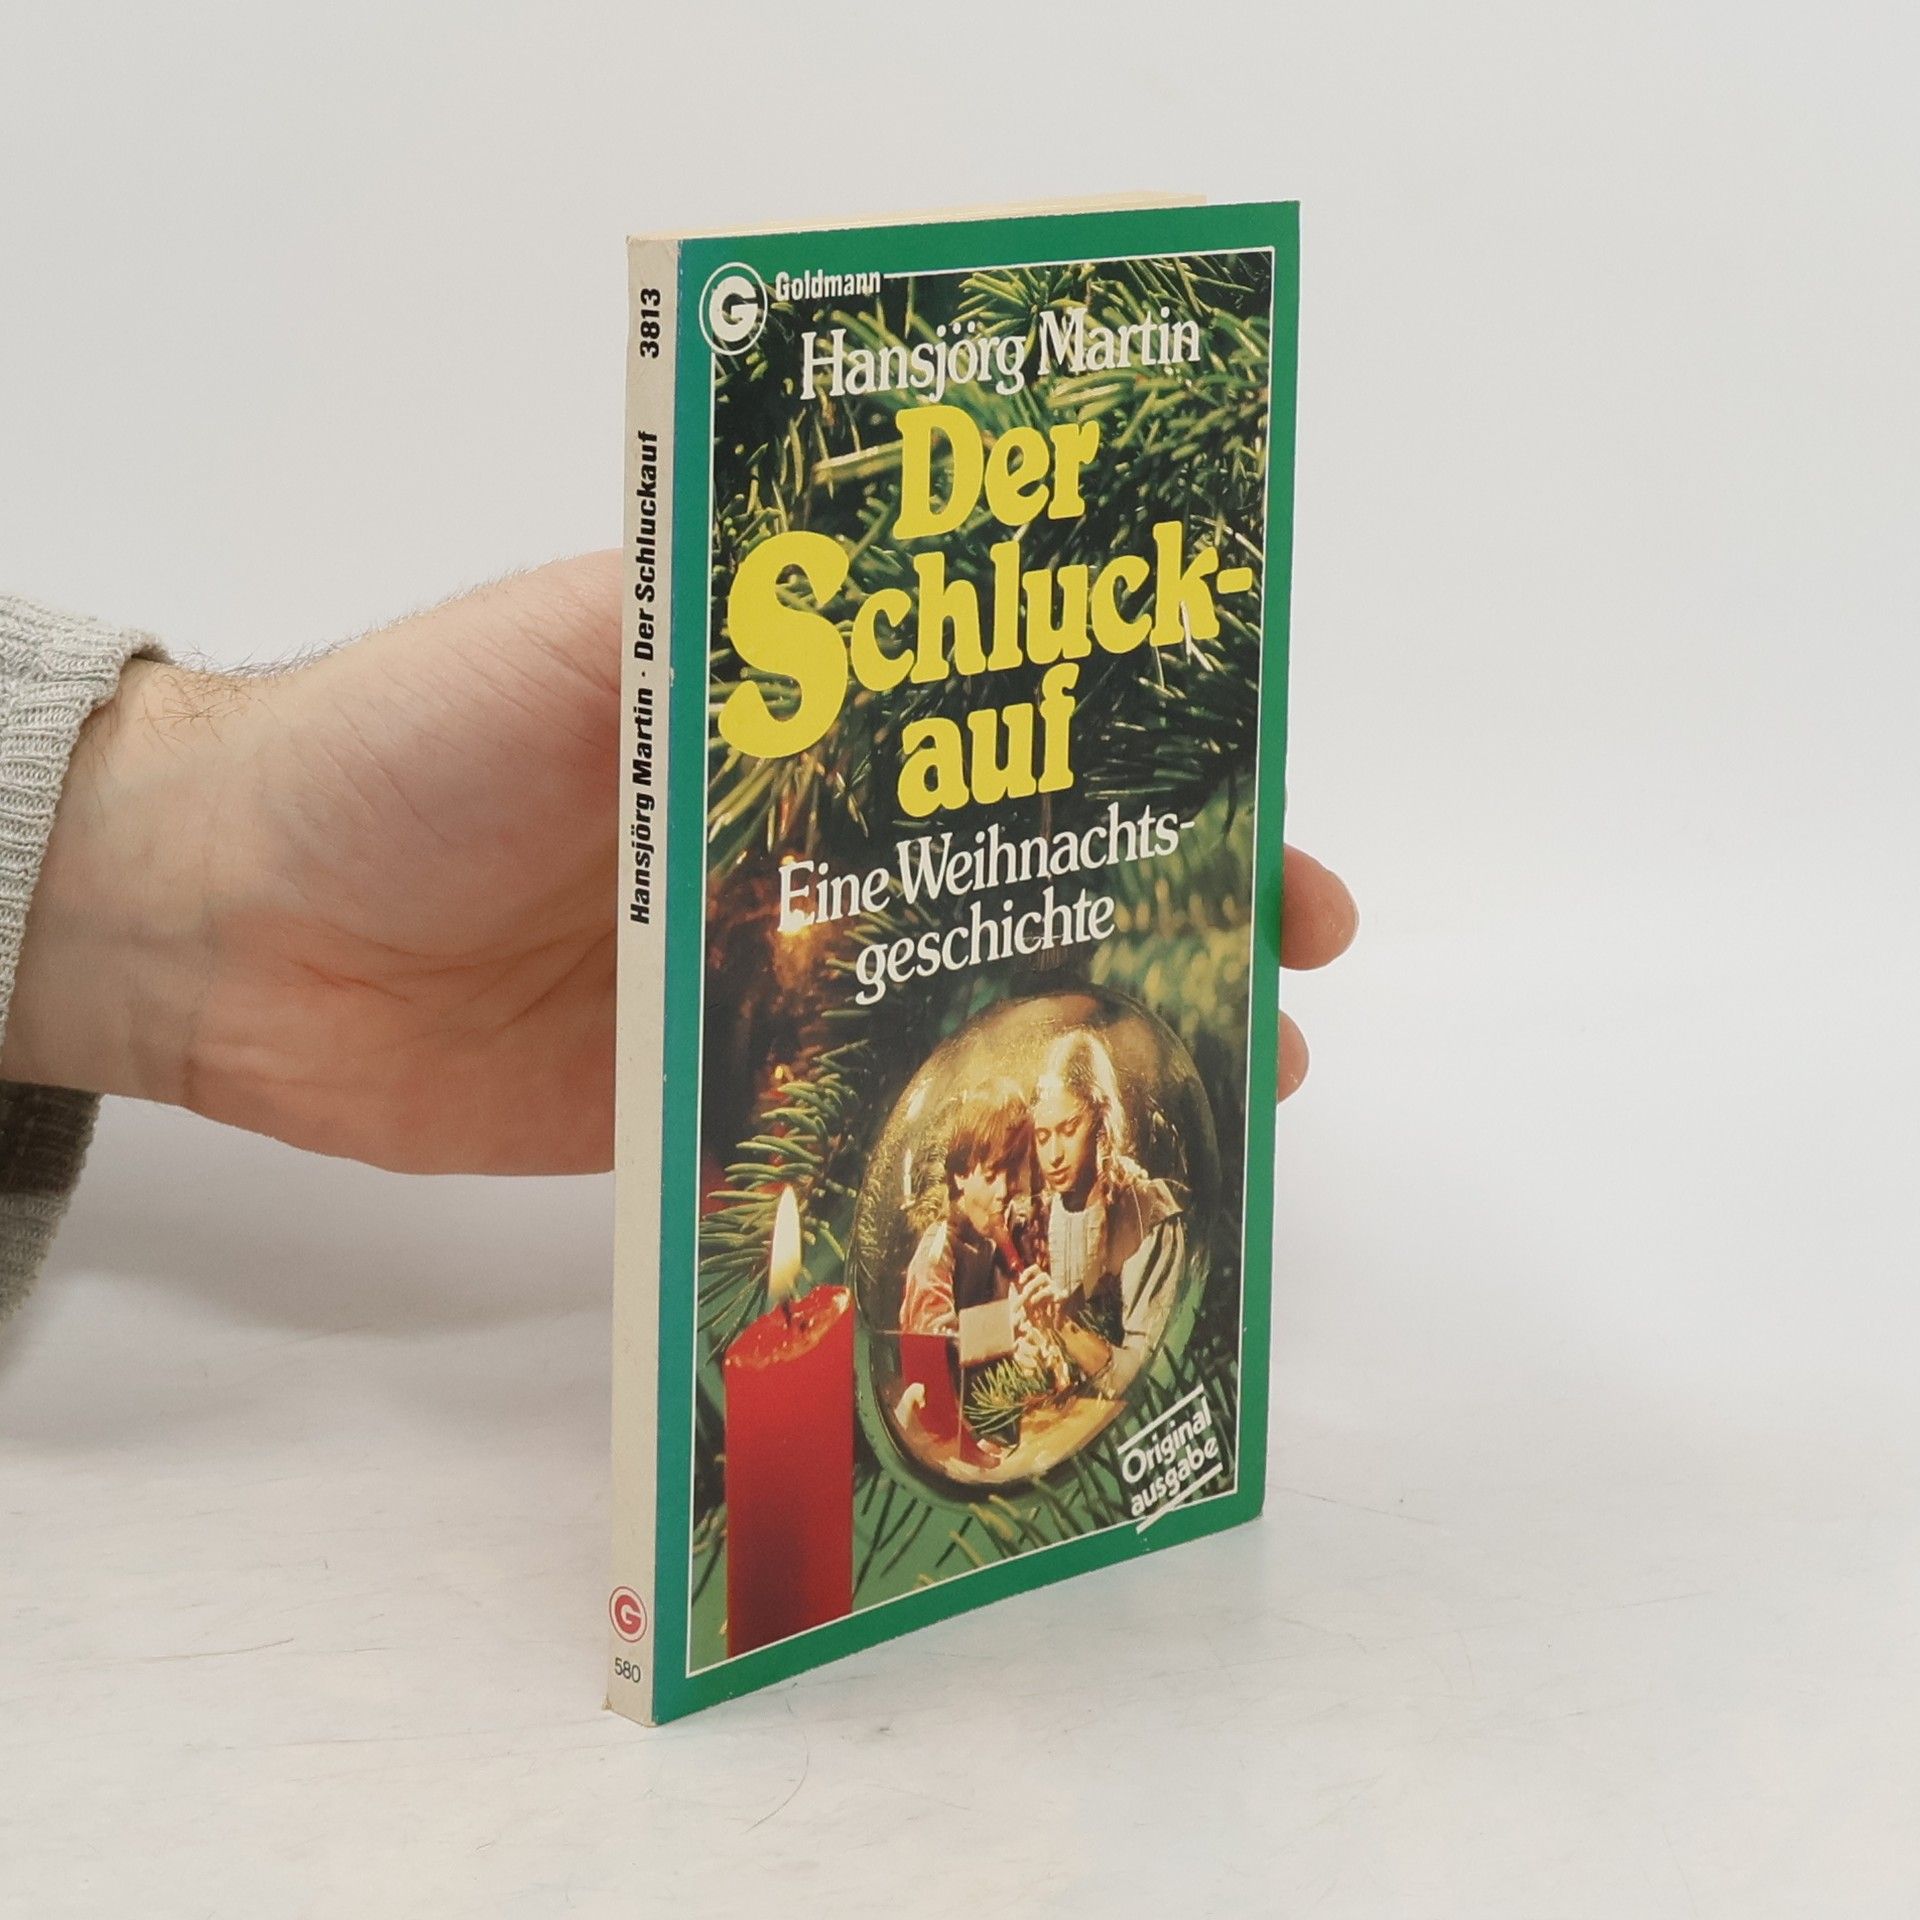 Goldmann
Hansjörg Martin
Der
Schluck-
auf
Eine Weihnachts-
geschichte
Original
ausgabe
Hansjörg Martin · Der Schluckauf 3813
G
580